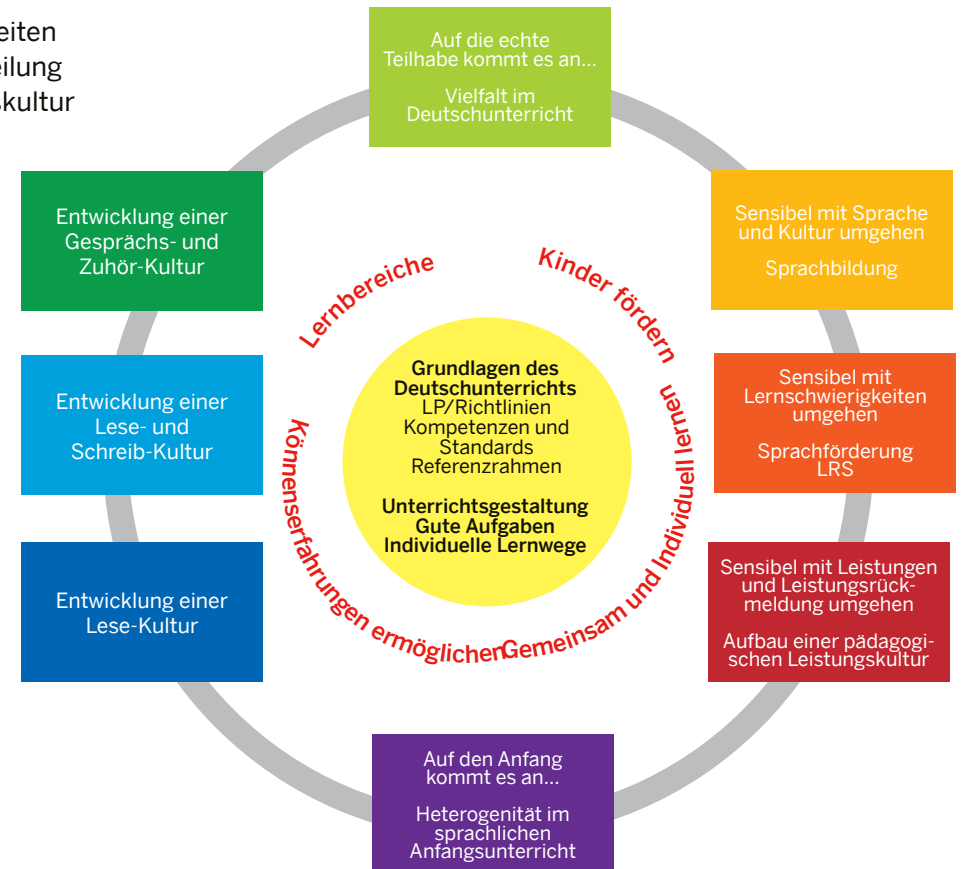 eiten
eilung
skultur
Auf die echte
Teilhabe kommt es an...
Vielfalt im
Deutschunterricht
Entwicklung einer
Gesprächs- und
Zuhör-Kultur
Sensibel mit Sprache
und Kultur umgehen
Sprachbildung
Lernbereiche
Kinder fördern
Grundlagen des
Deutschunterrichts
LP/Richtlinien
Kompetenzen und
Standards
Referenzrahmen
Unterrichtsgestaltung
Gute Aufgaben
Individuelle Lernwege
Könnenserfahrungen ermöglichen
Gemeinsam und Individuell lernen
Entwicklung einer
Lese- und
Schreib-Kultur
Sensibel mit
Lernschwierigkeiten
umgehen
Sprachförderung
LRS
Entwicklung einer
Lese-Kultur
Sensibel mit Leistungen
und Leistungsrück-
meldung umgehen
Aufbau einer pädagogi-
schen Leistungskultur
Auf den Anfang
kommt es an...
Heterogenität im
sprachlichen
Anfangsunterricht